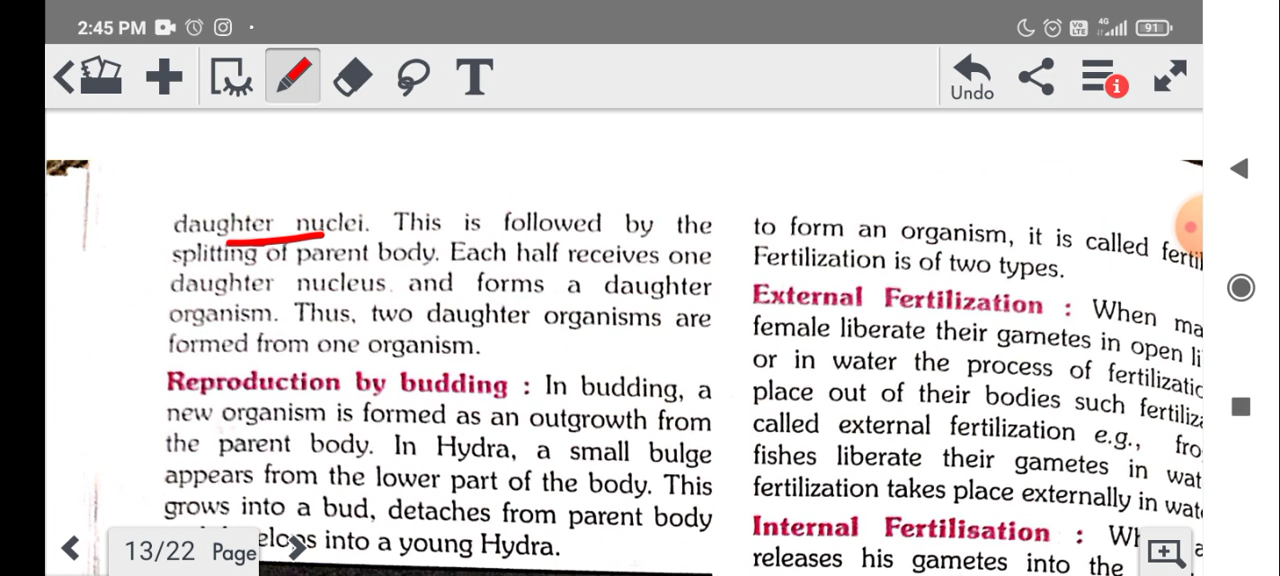 2:45 PM
4G
91
T
Undo
daughter nuclei. This is followed by the
splitting of parent body. Each half receives one
daughter nucleus and forms a daughter
organism. Thus, two daughter organisms are
formed from one organism.
Reproduction by budding : In budding, a
new organism is formed as an outgrowth from
the parent body. In Hydra, a small bulge
appears from the lower part of the body. This
grows into a bud, detaches from parent body
into a young Hydra.
to form an organism, it is called
Fertilization is of two types.
External Fertilization : When
female liberate their gametes in open
or in water the process of
place out of their bodies such
called external fertilization e.g.,
fishes liberate their gametes in
fertilization takes place externally in
Internal Fertilisation :
releases his gametes into the
13/22 Page